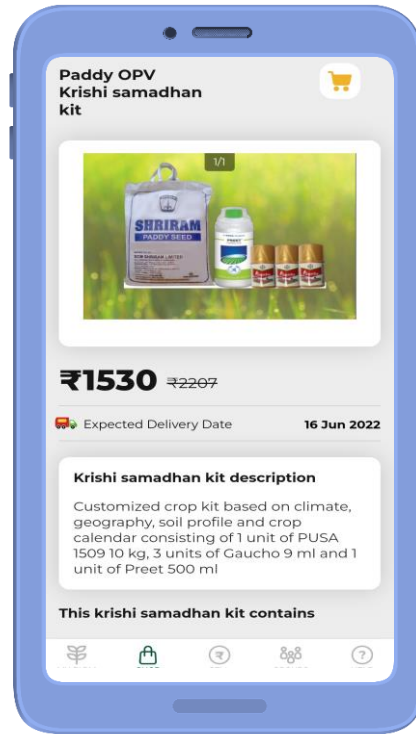 Paddy OPV
Krishi samadhan
kit
1/1
SHRIRAM
PADDY SEED
PREET
₹1530 ₹2207
Expected Delivery Date 16 Jun 2022
Krishi samadhan kit description
Customized crop kit based on climate,
geography, soil profile and crop
calendar consisting of 1 unit of PUSA
1509 10 kg, 3 units of Gaucho 9 ml and 1
unit of Preet 500 ml
This krishi samadhan kit contains